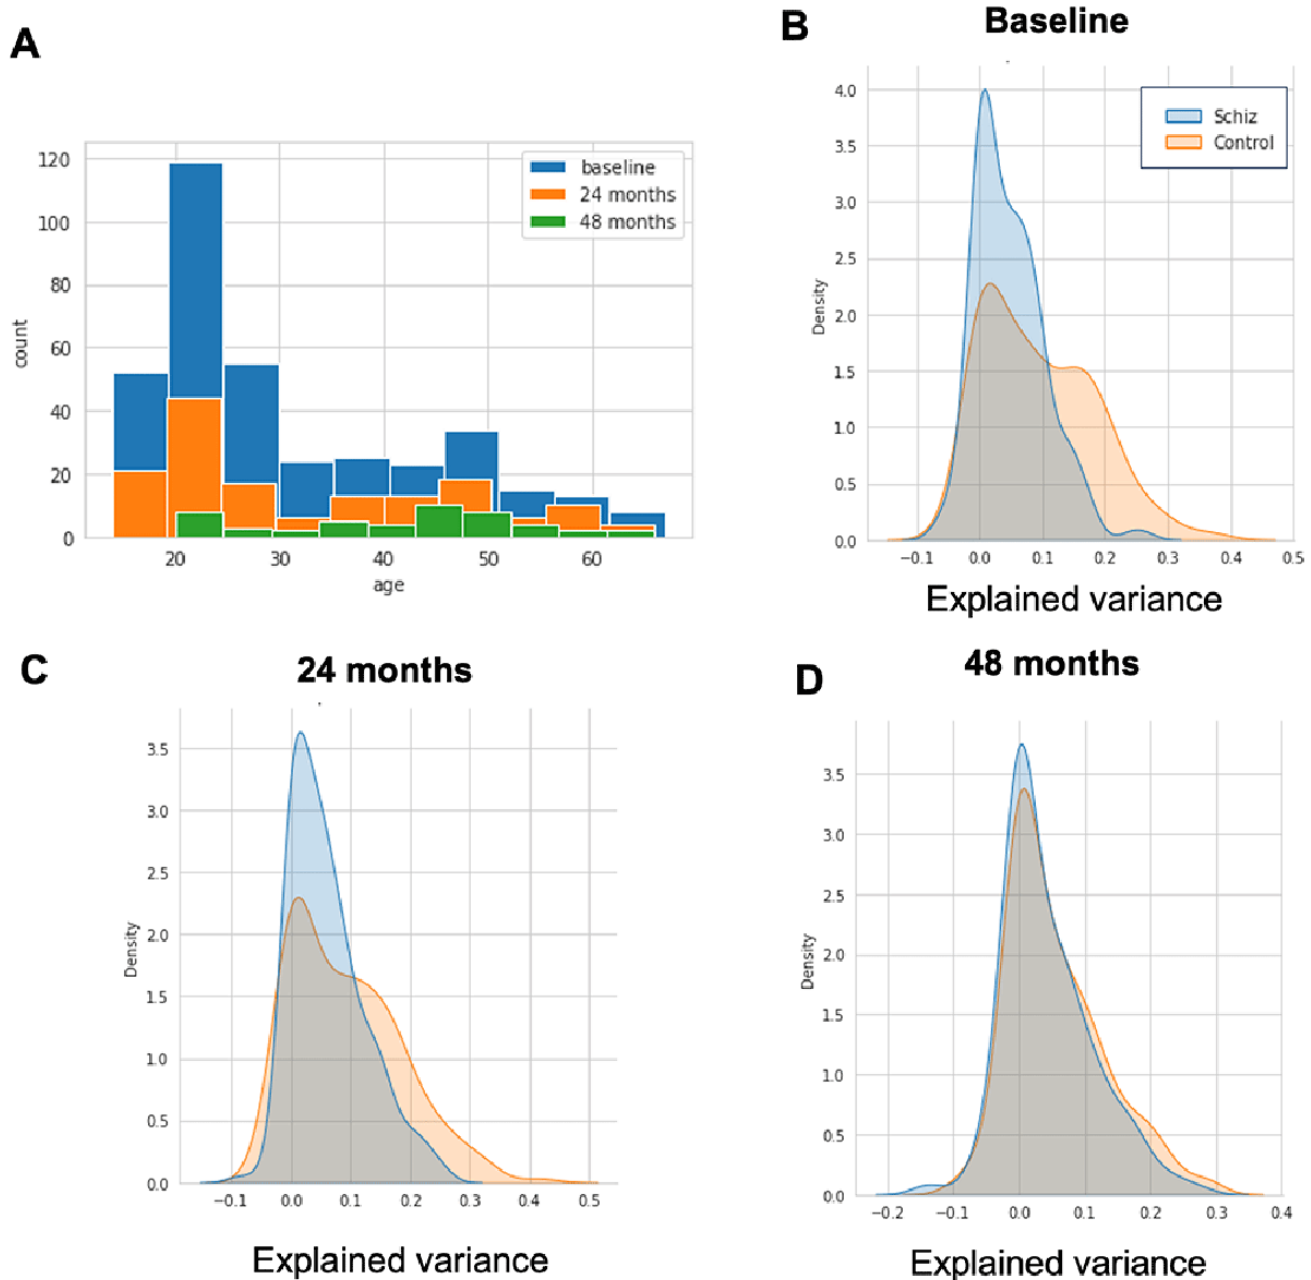 A
120
100
80
60
40
20
0
count
20 30 40 50 60
age
baseline
24 months
48 months
B
Baseline
4.0
3.5
3.0
2.5
2.0
1.5
1.0
0.5
0.0
Density
Schiz
Control
−0.1 0.0 0.1 0.2 0.3 0.4 0.5
Explained variance
C
24 months
3.5
3.0
2.5
2.0
1.5
1.0
0.5
0.0
Density
−0.1 0.0 0.1 0.2 0.3 0.4 0.5
Explained variance
D
48 months
3.5
3.0
2.5
2.0
1.5
1.0
0.5
0.0
Density
−0.2 −0.1 0.0 0.1 0.2 0.3 0.4
Explained variance